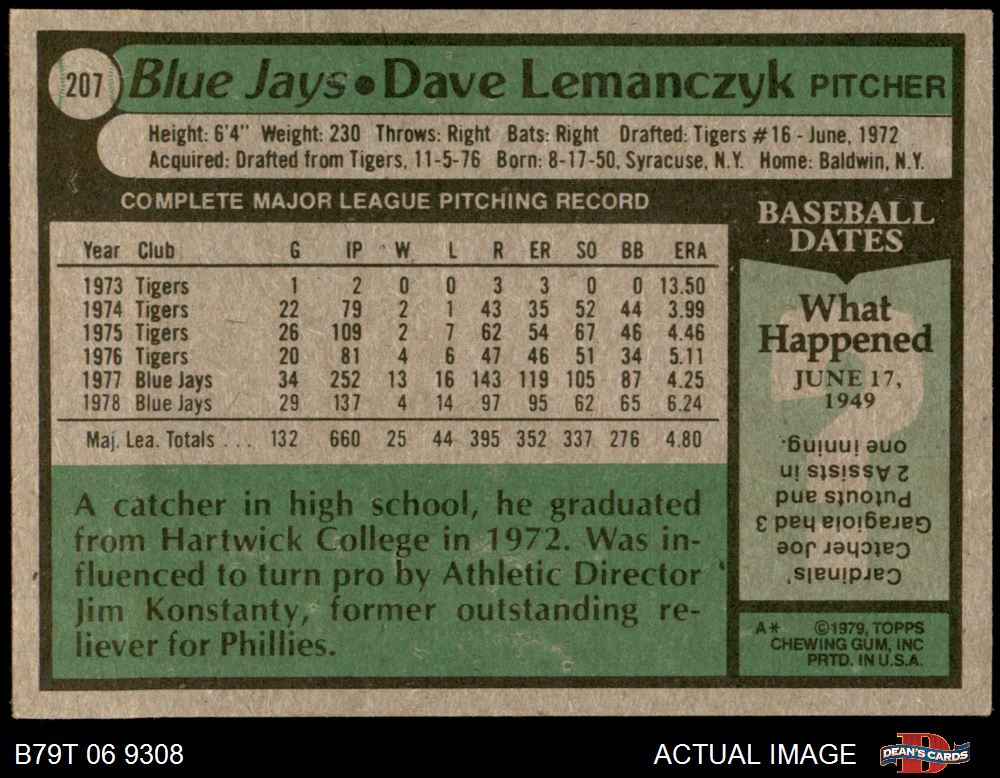 207 Blue Jays • Dave Lemanczyk PITCHER
Height: 6'4" Weight: 230 Throws: Right Bats: Right Drafted: Tigers #16 - June, 1972
Acquired: Drafted from Tigers, 11-5-76 Born: 8-17-50, Syracuse, N.Y. Home: Baldwin, N.Y.
COMPLETE MAJOR LEAGUE PITCHING RECORD
Year Club G IP W L R ER SO BB ERA
1973 Tigers 1 2 0 0 3 3 0 0 13.50
1974 Tigers 22 79 2 1 43 35 52 44 3.99
1975 Tigers 26 109 2 7 62 54 67 46 4.46
1976 Tigers 20 81 4 6 47 46 51 34 5.11
1977 Blue Jays 34 252 13 16 143 119 105 87 4.25
1978 Blue Jays 29 137 4 14 97 95 62 65 6.24
Maj. Lea. Totals . . . 132 660 25 44 395 352 337 276 4.80
A catcher in high school, he graduated
from Hartwick College in 1972. Was in-
fluenced to turn pro by Athletic Director
Jim Konstanty, former outstanding re-
liever for Phillies.
BASEBALL
DATES
What
Happened
JUNE 17,
1949
?
Cardinals'
Catcher Joe
Garagiola had 3
Putouts and
2 Assists in
one inning.
A* ©1979, TOPPS
CHEWING GUM, INC
PRTD. IN U.S.A.
B79T 06 9308 ACTUAL IMAGE DEAN'S CARDS